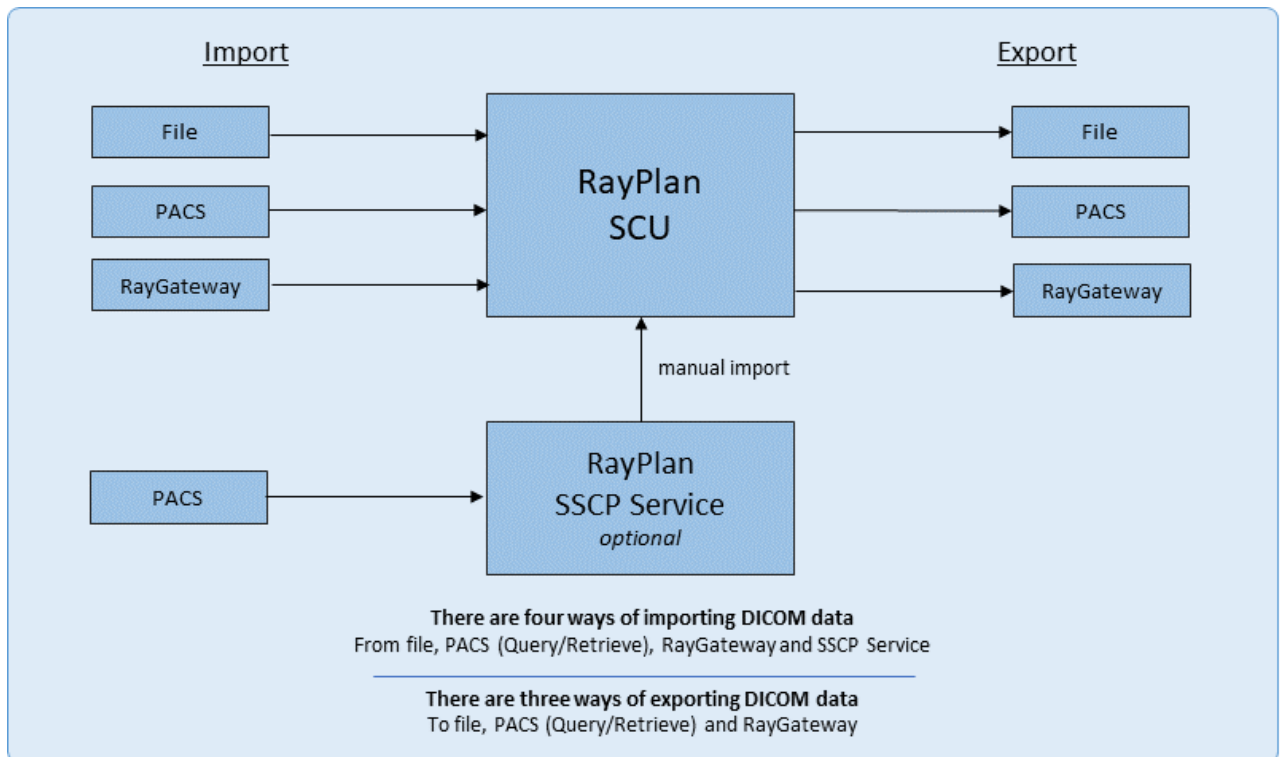 Import
Export
File
PACS
RayGateway
RayPlan
SCU
File
PACS
RayGateway
manual import
PACS
RayPlan
SSCP Service
optional
There are four ways of importing DICOM data
From file, PACS (Query/Retrieve), RayGateway and SSCP Service
There are three ways of exporting DICOM data
To file, PACS (Query/Retrieve) and RayGateway